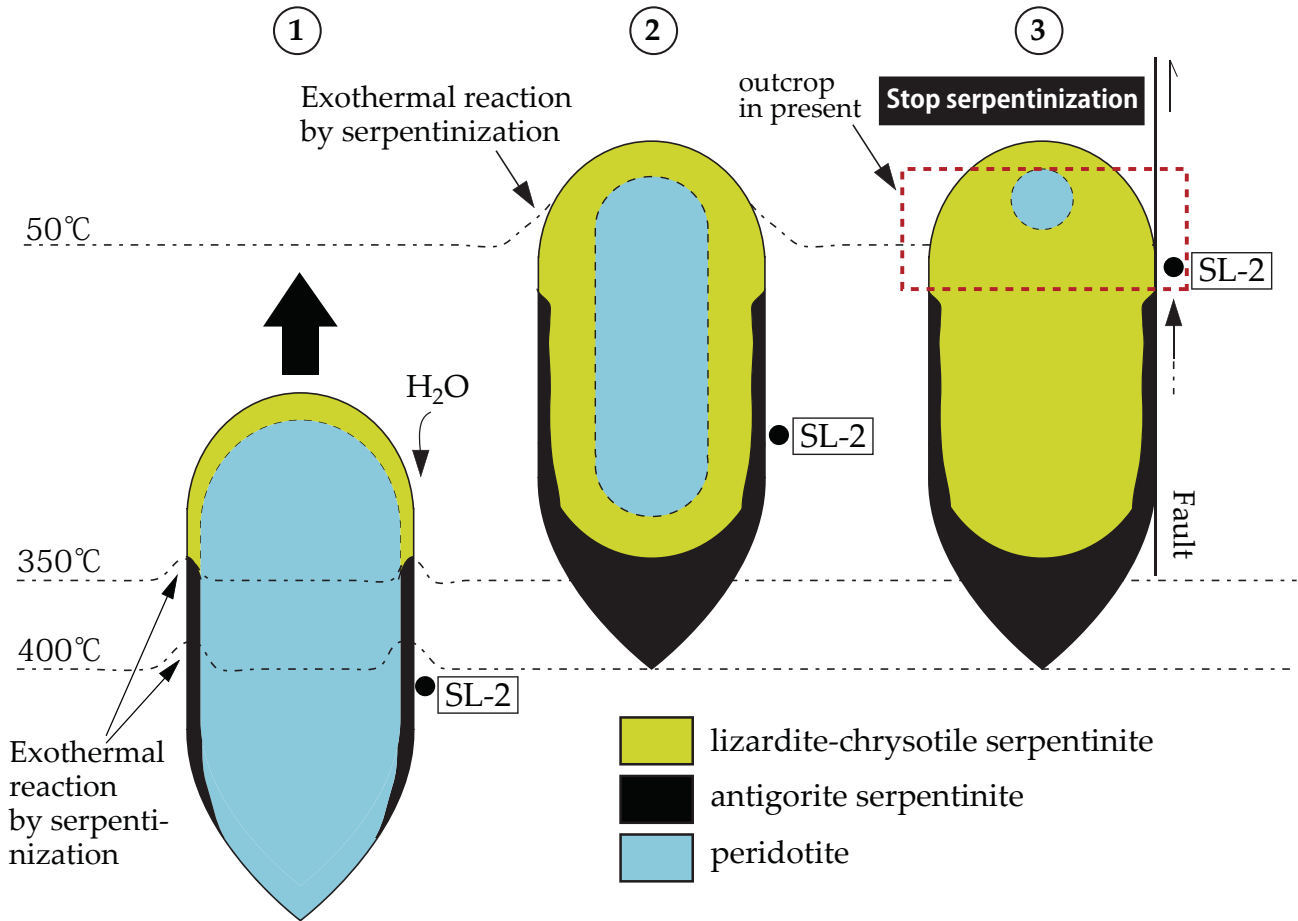 1
2
3
Exothermal reaction
by serpentinization
outcrop
in present
Stop serpentinization
50℃
SL-2
H₂O
SL-2
Fault
350℃
400℃
SL-2
Exothermal
reaction
by serpenti-
nization
lizardite-chrysotile serpentinite
antigorite serpentinite
peridotite